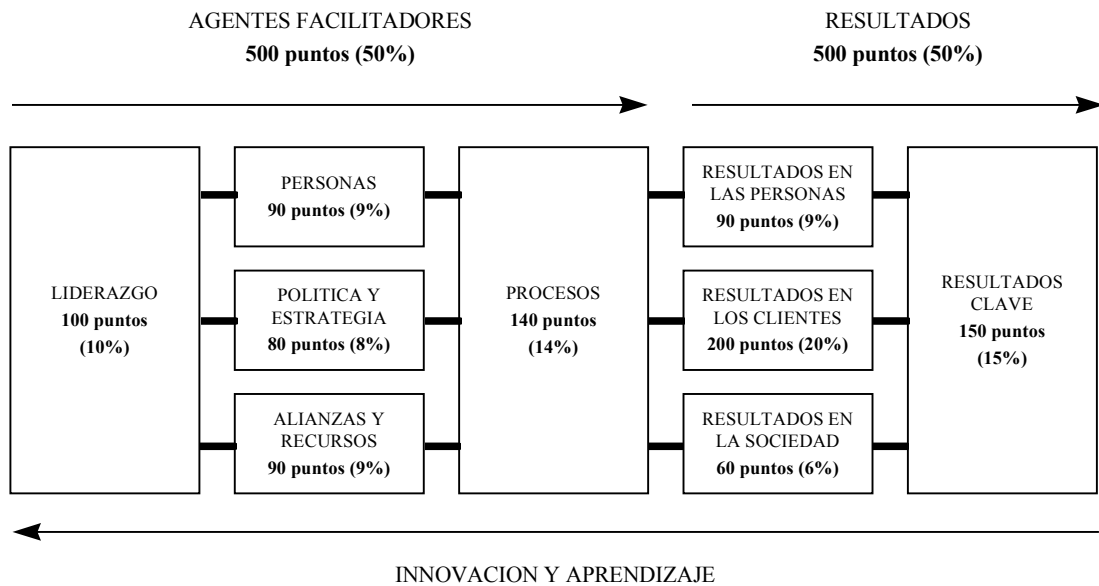 AGENTES FACILITADORES
500 puntos (50%)
RESULTADOS
500 puntos (50%)
LIDERAZGO
100 puntos
(10%)
PERSONAS
90 puntos (9%)
POLITICA Y
ESTRATEGIA
80 puntos (8%)
ALIANZAS Y
RECURSOS
90 puntos (9%)
PROCESOS
140 puntos
(14%)
RESULTADOS EN
LAS PERSONAS
90 puntos (9%)
RESULTADOS EN
LOS CLIENTES
200 puntos (20%)
RESULTADOS EN
LA SOCIEDAD
60 puntos (6%)
RESULTADOS
CLAVE
150 puntos
(15%)
INNOVACION Y APRENDIZAJE